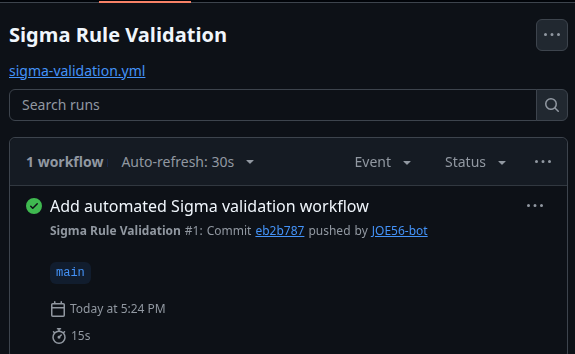 Sigma Rule Validation
sigma-validation.yml
Search runs
1 workflow Auto-refresh: 30s Event Status
Add automated Sigma validation workflow
Sigma Rule Validation #1: Commit eb2b787 pushed by JOE56-bot
main
Today at 5:24 PM
15s